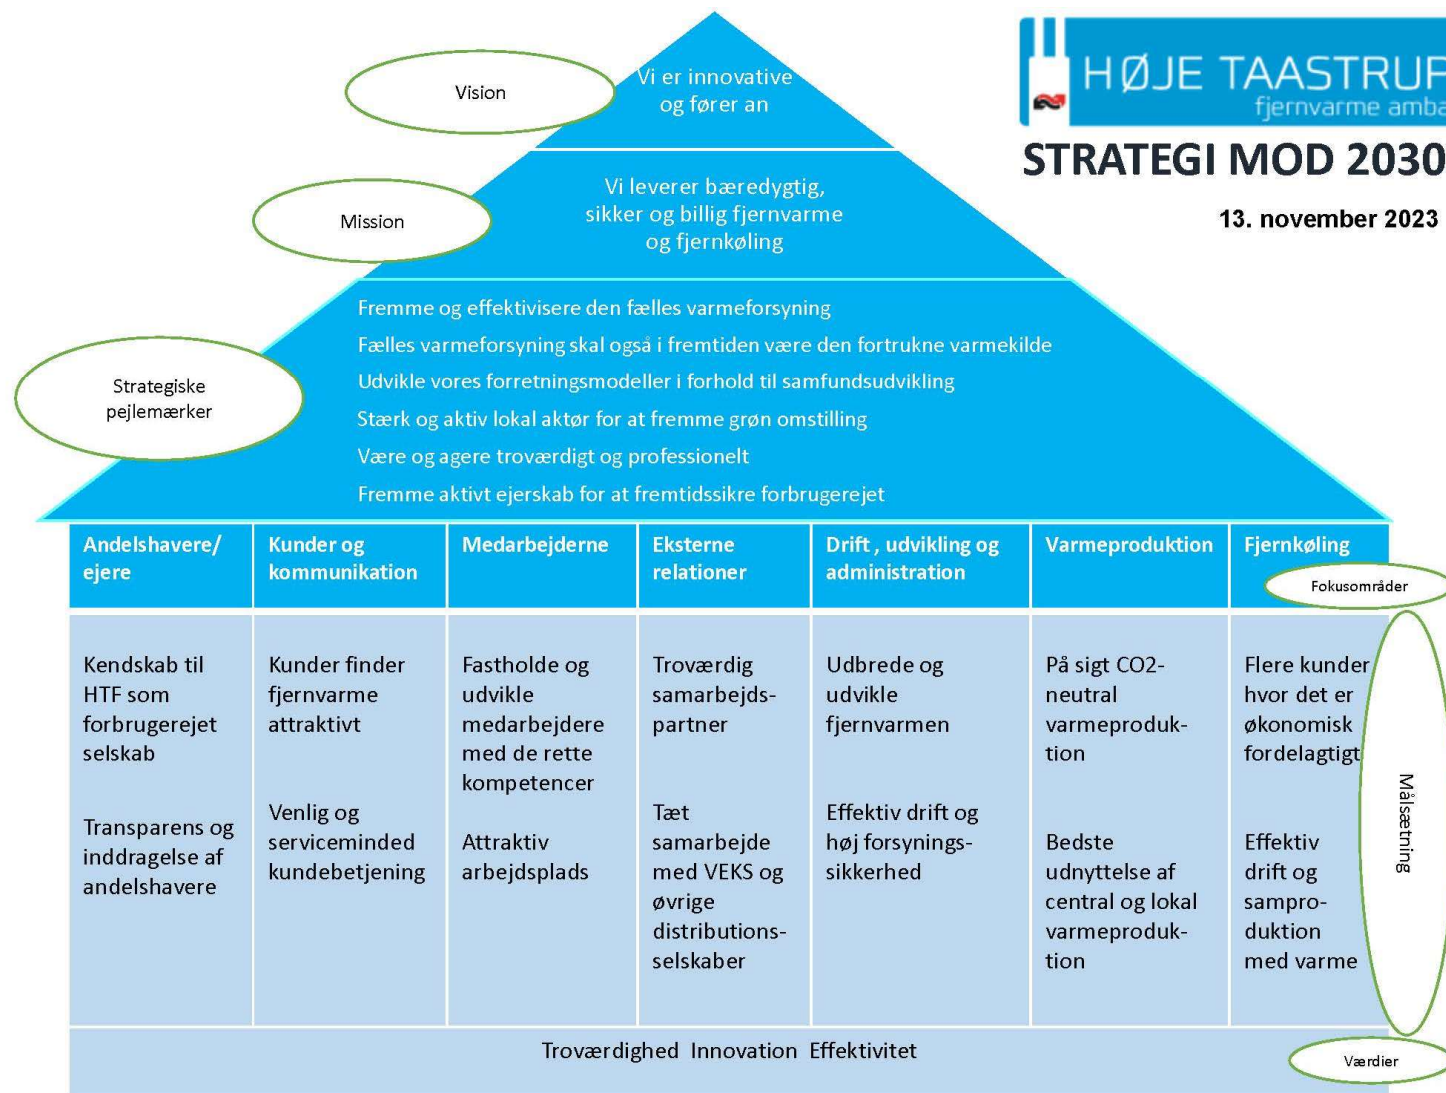 HØJE TAASTRUP
fjernvarme amba
STRATEGI MOD 2030
13. november 2023
Vision
Vi er innovative
og fører an
Mission
Vi leverer bæredygtig,
sikker og billig fjernvarme
og fjernkøling
Strategiske
pejlemærker
Fremme og effektivisere den fælles varmeforsyning
Fælles varmeforsyning skal også i fremtiden være den fortrukne varmekilde
Udvikle vores forretningsmodeller i forhold til samfundsudvikling
Stærk og aktiv lokal aktør for at fremme grøn omstilling
Være og agere troværdigt og professionelt
Fremme aktivt ejerskab for at fremtidssikre forbrugerejet
Andelshavere/
ejere
Kunder og
kommunikation
Medarbejderne
Eksterne
relationer
Drift , udvikling og
administration
Varmeproduktion
Fjernkøling
Fokusområder
Kendskab til
HTF som
forbrugerejet
selskab
Transparens og
inddragelse af
andelshavere
Kunder finder
fjernvarme
attraktivt
Venlig og
serviceminded
kundebetjening
Fastholde og
udvikle
medarbejdere
med de rette
kompetencer
Attraktiv
arbejdsplads
Troværdig
samarbejds-
partner
Tæt
samarbejde
med VEKS og
øvrige
distributions-
selskaber
Udbrede og
udvikle
fjernvarmen
Effektiv drift og
høj forsynings-
sikkerhed
På sigt CO2-
neutral
varmeproduk-
tion
Bedste
udnyttelse af
central og lokal
varmeproduk-
tion
Flere kunder
hvor det er
økonomisk
fordelagtigt
Effektiv
drift og
sampro-
duktion
med varme
Målsætning
Troværdighed Innovation Effektivitet
Værdier